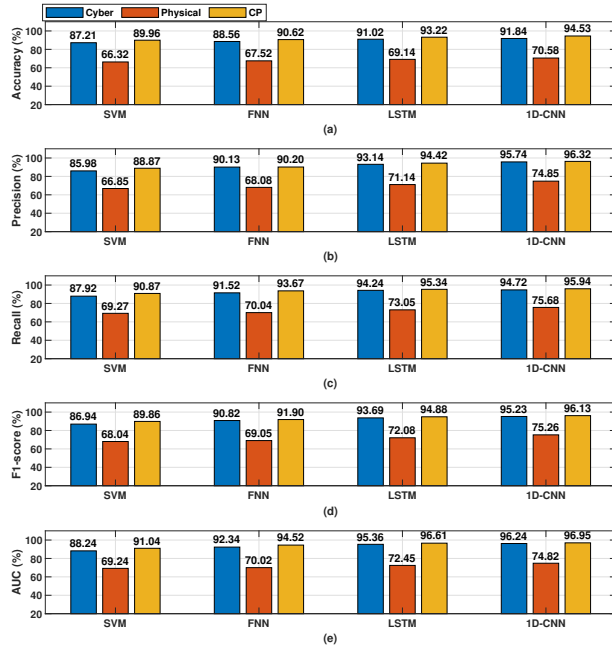 Cyber Physical CP
Accuracy (%)
100
80
60
40
20
87.21 66.32 89.96 88.56 67.52 90.62 91.02 69.14 93.22 91.84 70.58 94.53
SVM FNN LSTM 1D-CNN
(a)
Precision (%)
100
80
60
40
20
85.98 66.85 88.87 90.13 68.08 90.20 93.14 71.14 94.42 95.74 74.85 96.32
SVM FNN LSTM 1D-CNN
(b)
Recall (%)
100
80
60
40
20
87.92 69.27 90.87 91.52 70.04 93.67 94.24 73.05 95.34 94.72 75.68 95.94
SVM FNN LSTM 1D-CNN
(c)
F1-score (%)
100
80
60
40
20
86.94 68.04 89.86 90.82 69.05 91.90 93.69 72.08 94.88 95.23 75.26 96.13
SVM FNN LSTM 1D-CNN
(d)
AUC (%)
100
80
60
40
20
88.24 69.24 91.04 92.34 70.02 94.52 95.36 72.45 96.61 96.24 74.82 96.95
SVM FNN LSTM 1D-CNN
(e)